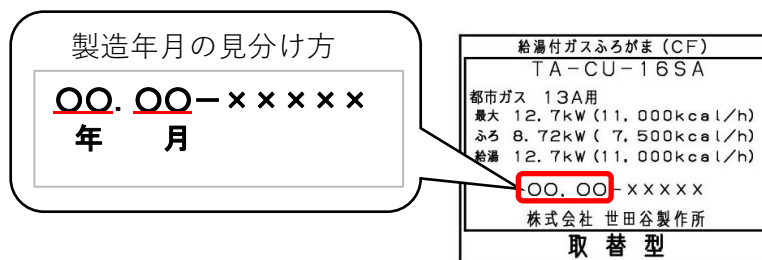 製造年月の見分け方
〇〇. 〇〇−×××××
年 月
給湯付ガスふろがま（CF）
TA−CU−16SA
都市ガス 13A用
最大 12.7kW(11,000kcal/h)
ふろ 8.72kW( 7,500kcal/h)
給湯 12.7kW(11,000kcal/h)
〇〇. 〇〇−×××××
株式会社 世田谷製作所
取替型